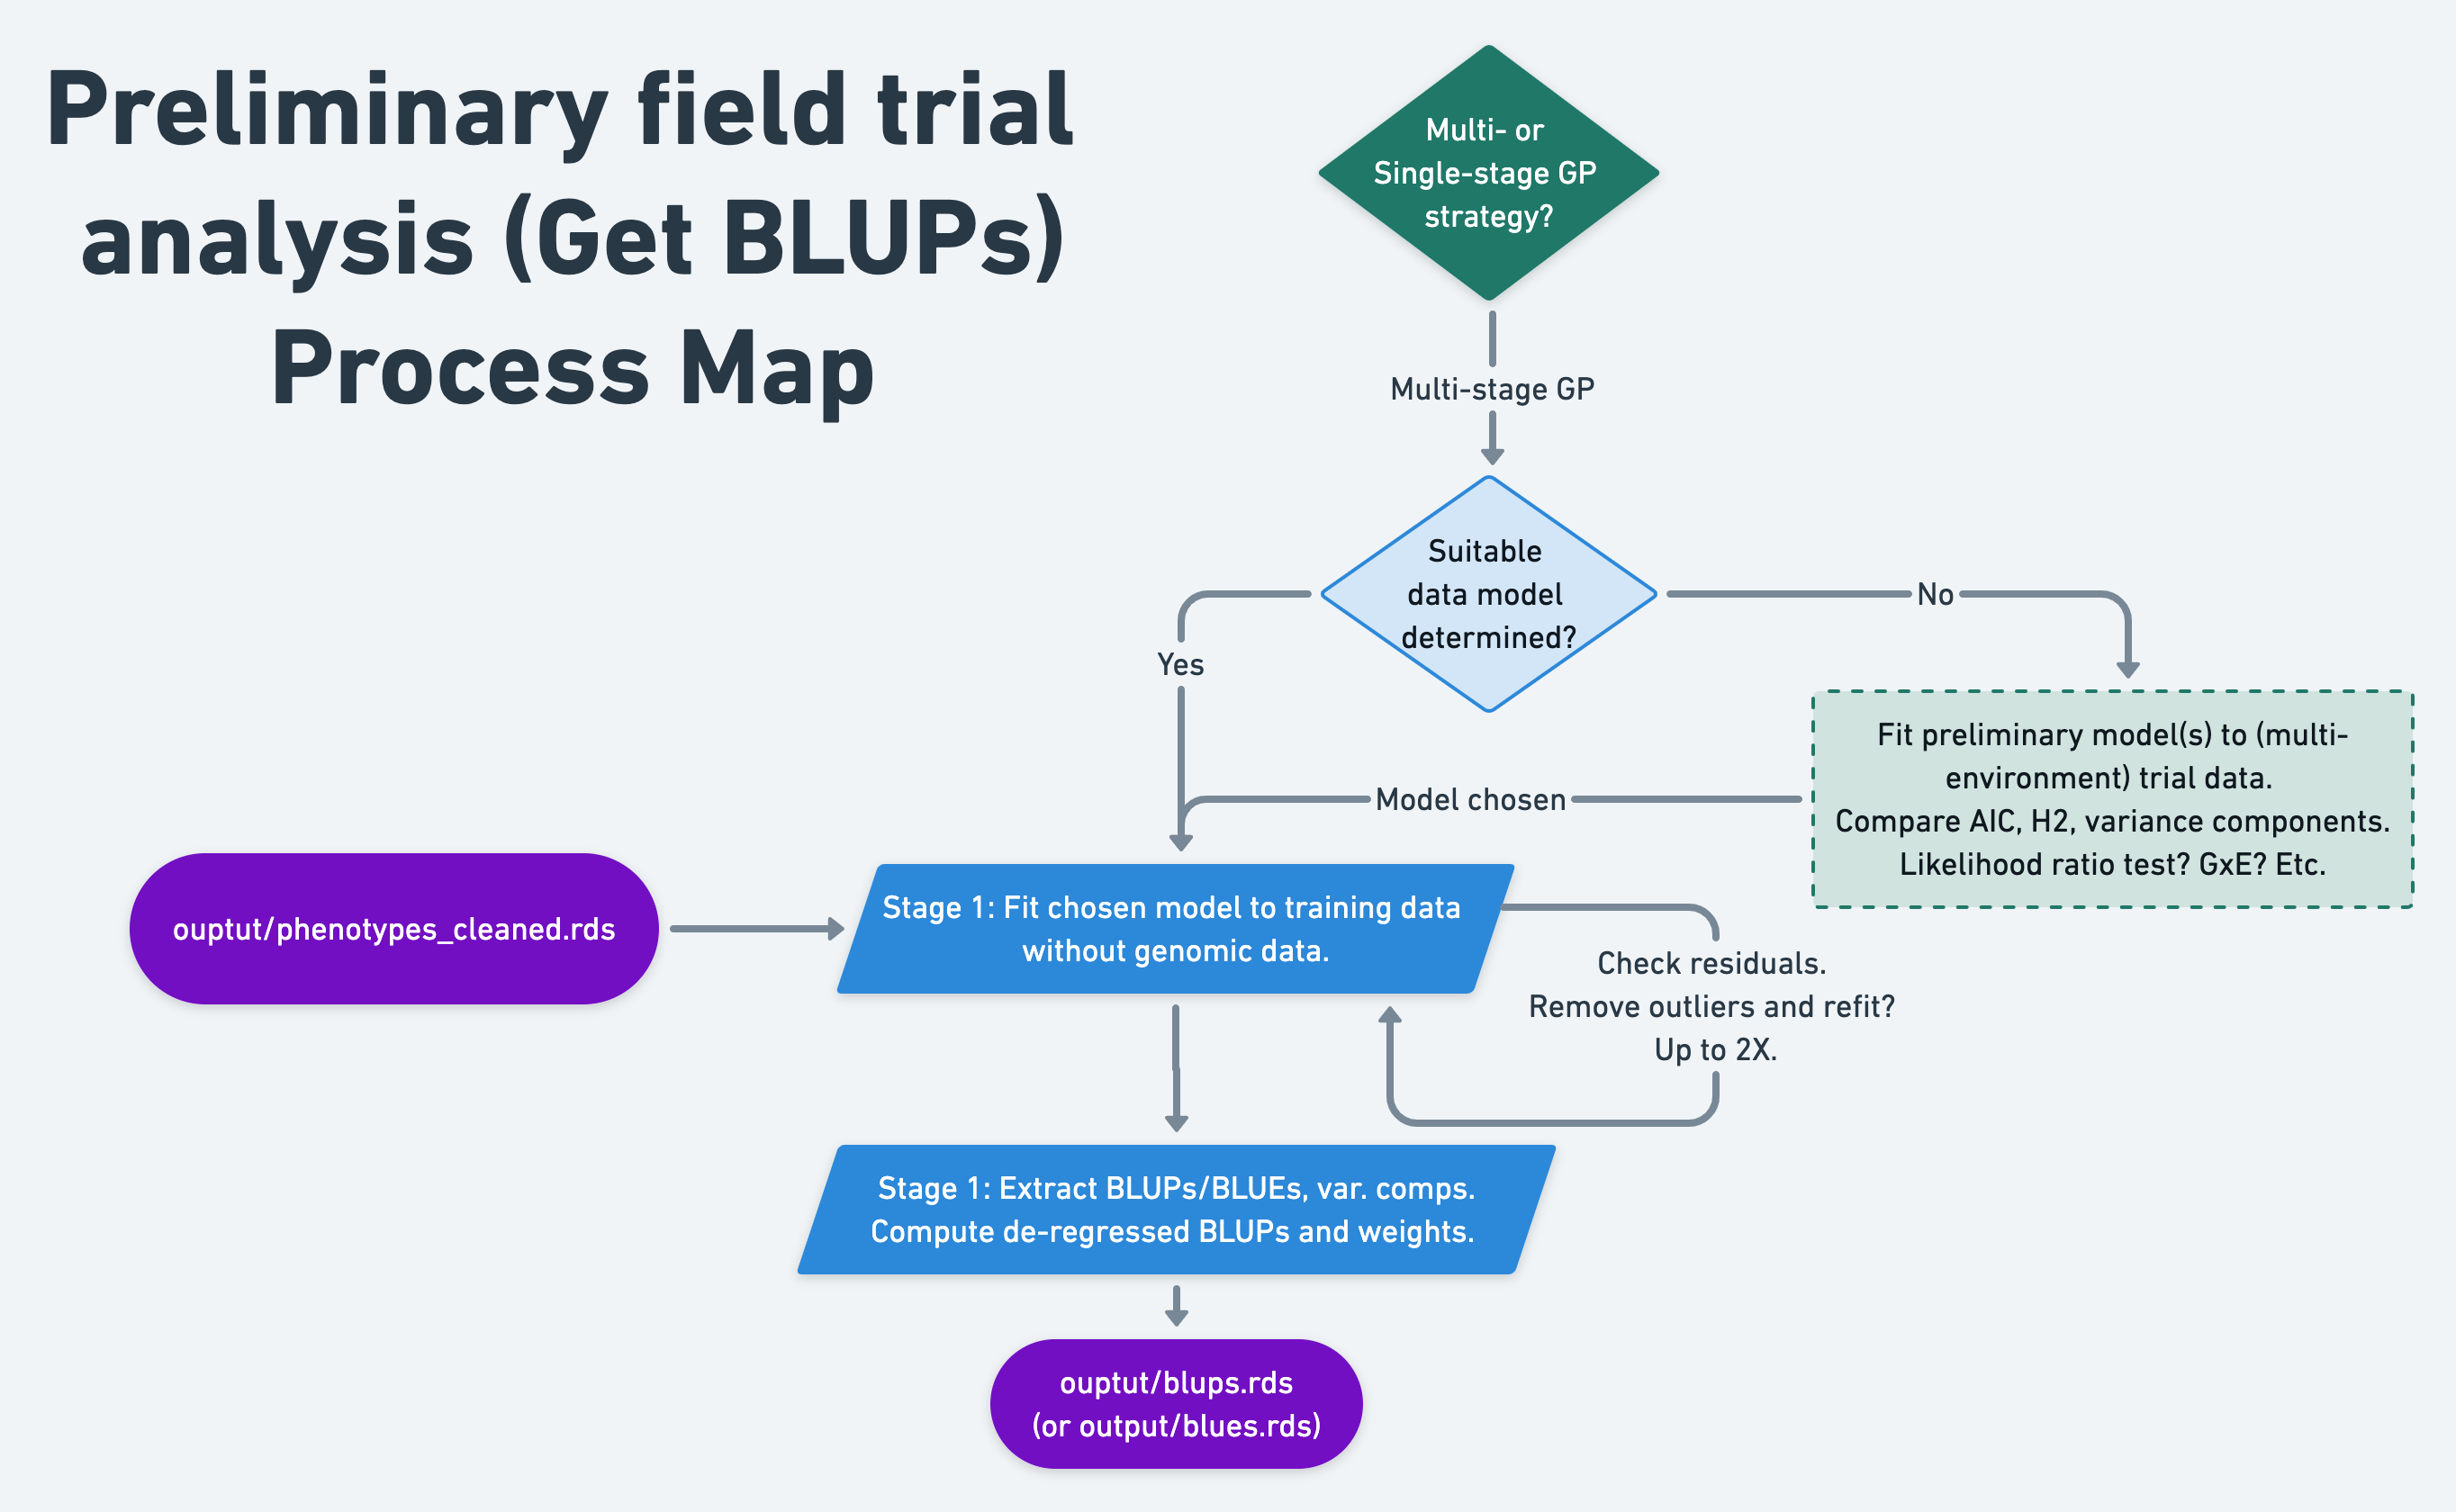 Preliminary field trial
analysis (Get BLUPs)
Process Map
Multi- or
Single-stage GP
strategy?
Multi-stage GP
Suitable
data model
determined?
Yes
No
Fit preliminary model(s) to (multi-
environment) trial data.
Compare AIC, H2, variance components.
Likelihood ratio test? GxE? Etc.
Model chosen
ouptut/phenotypes_cleaned.rds
Stage 1: Fit chosen model to training data
without genomic data.
Check residuals.
Remove outliers and refit?
Up to 2X.
Stage 1: Extract BLUPs/BLUEs, var. comps.
Compute de-regressed BLUPs and weights.
ouptut/blups.rds
(or output/blues.rds)